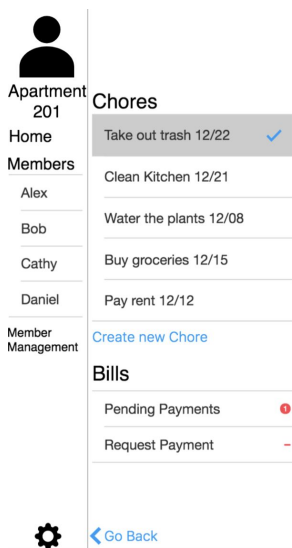 Apartment
201
Home
Members
Alex
Bob
Cathy
Daniel
Member
Management
Chores
Take out trash 12/22
Clean Kitchen 12/21
Water the plants 12/08
Buy groceries 12/15
Pay rent 12/12
Create new Chore
Bills
Pending Payments 1
Request Payment
Go Back